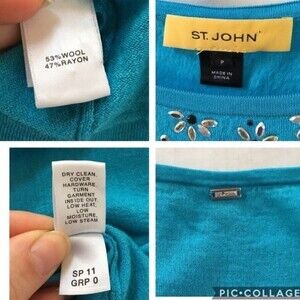 53%WOOL
47%RAYON
ST. JOHN
P
MADE IN
CHINA
DRY CLEAN,
COVER
HARDWARE,
TURN
GARMENT
INSIDE OUT,
LOW HEAT,
LOW
MOISTURE,
LOW STEAM
SP 11
GRP 0
PIC•COLLAGE